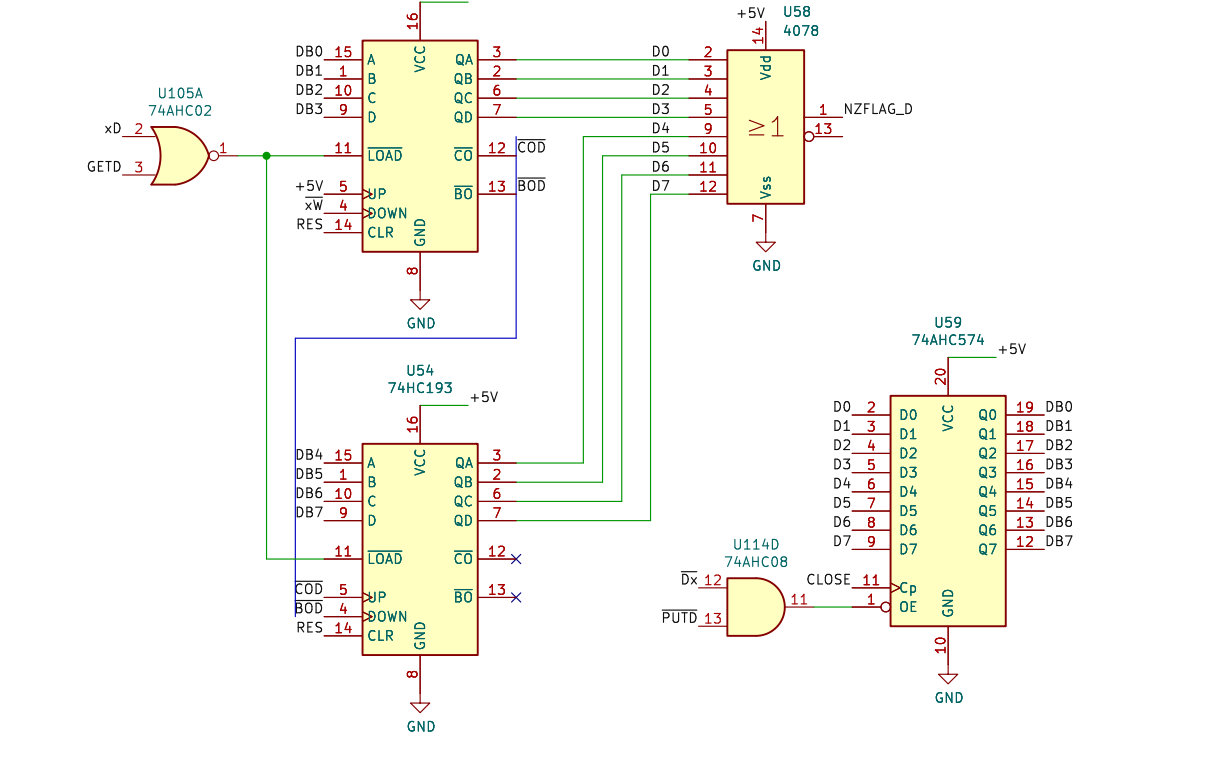 16
VCC
DB0 15 A QA 3
DB1 1 B QB 2
DB2 10 C QC 6
DB3 9 D QD 7
11 LOAD CO 12 COD
+5V 5 UP BO 13 BOD
xW 4 DOWN
RES 14 CLR
GND
8
GND
U105A
74AHC02
xD 2
1
GETD 3
+5V
U58
4078
14
Vdd
D0 2
D1 3
D2 4
D3 5
D4 9
D5 10
D6 11
D7 12
≥1
1 NZFLAG_D
13
Vss
7
GND
U54
74HC193
+5V
16
VCC
DB4 15 A QA 3
DB5 1 B QB 2
DB6 10 C QC 6
DB7 9 D QD 7
11 LOAD CO 12
COD 5 UP BO 13
BOD 4 DOWN
RES 14 CLR
GND
8
GND
U59
74AHC574
+5V
20
VCC
D0 2 D0 Q0 19 DB0
D1 3 D1 Q1 18 DB1
D2 4 D2 Q2 17 DB2
D3 5 D3 Q3 16 DB3
D4 6 D4 Q4 15 DB4
D5 7 D5 Q5 14 DB5
D6 8 D6 Q6 13 DB6
D7 9 D7 Q7 12 DB7
CLOSE 11 Cp
1 OE
GND
10
GND
U114D
74AHC08
Dx 12
11
PUTD 13